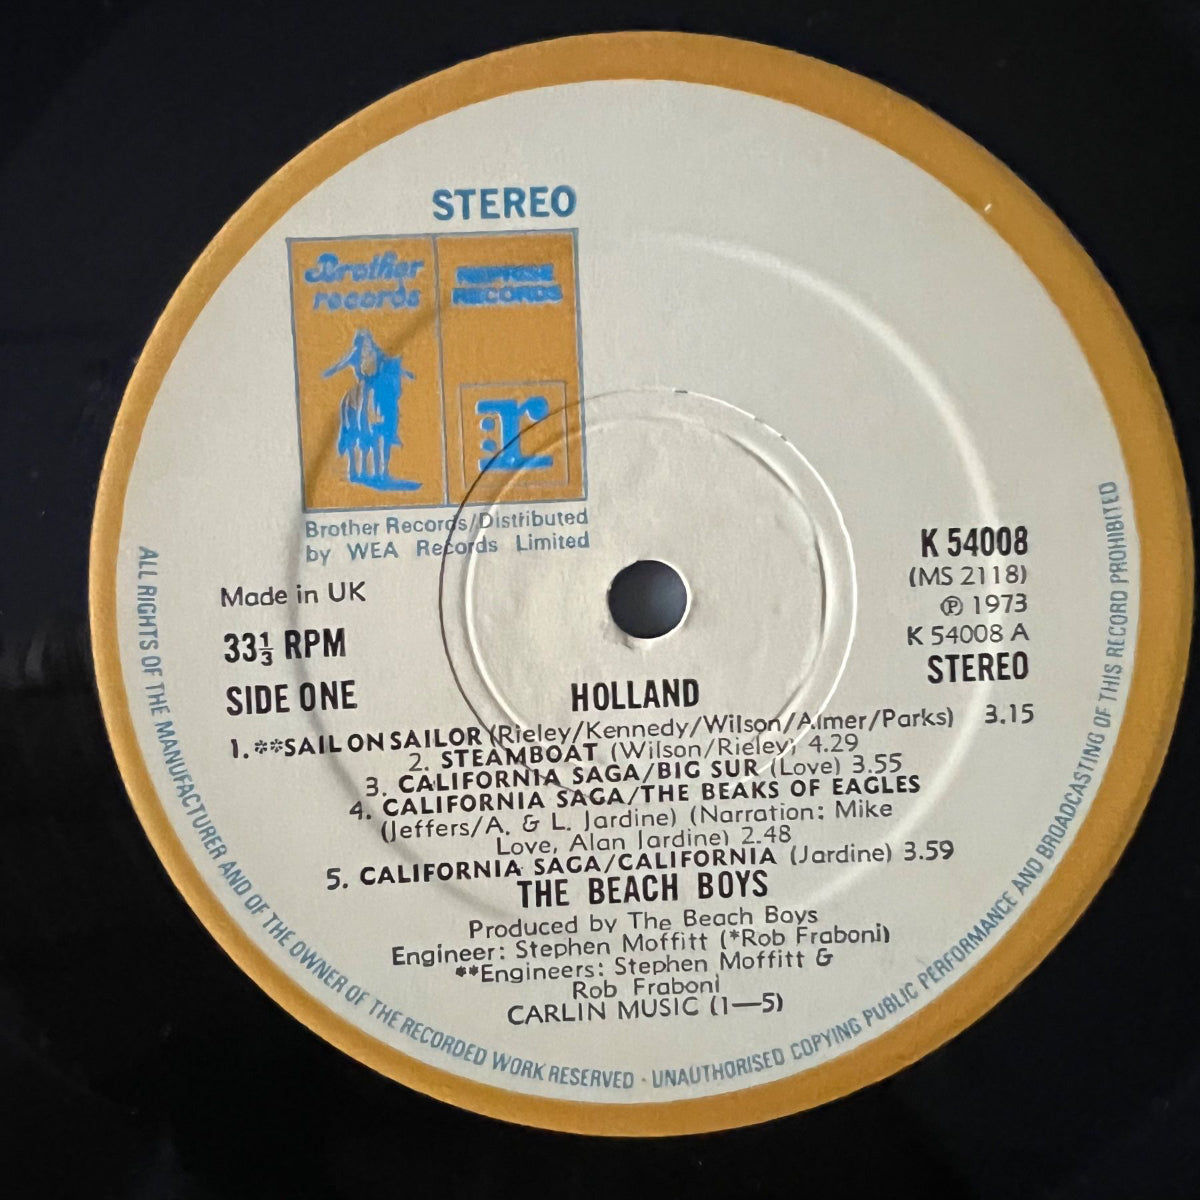 STEREO
Brother
records
REPRISE
RECORDS
r:
Brother Records/Distributed
by WEA Records Limited
Made in UK
33⅓ RPM
SIDE ONE
K 54008
(MS 2118)
℗ 1973
K 54008 A
STEREO
HOLLAND
1.**SAIL ON SAILOR (Rieley/Kennedy/Wilson/Almer/Parks) 3.15
2. STEAMBOAT (Wilson/Rieley) 4.29
3. CALIFORNIA SAGA/BIG SUR (Love) 3.55
4. CALIFORNIA SAGA/THE BEAKS OF EAGLES
(Jeffers/A. & L. Jardine) (Narration: Mike
Love, Alan Jardine) 2.48
5. CALIFORNIA SAGA/CALIFORNIA (Jardine) 3.59
THE BEACH BOYS
Produced by The Beach Boys
Engineer: Stephen Moffitt (*Rob Fraboni)
**Engineers: Stephen Moffitt &
Rob Fraboni
CARLIN MUSIC (1—5)
ALL RIGHTS OF THE MANUFACTURER AND OF THE OWNER OF THE RECORDED WORK RESERVED · UNAUTHORISED COPYING PUBLIC PERFORMANCE AND BROADCASTING OF THIS RECORD PROHIBITED